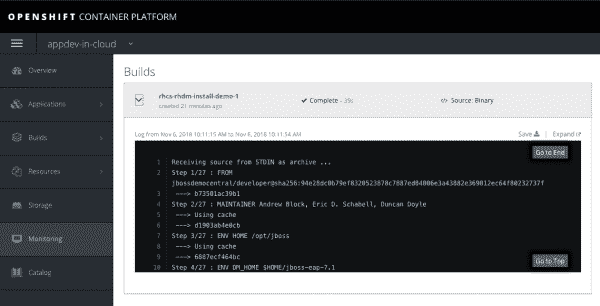 OPENSHIFT CONTAINER PLATFORM
appdev-in-cloud
Overview
Applications
Builds
Resources
Storage
Monitoring
Catalog
Builds
rhcs-rhdm-install-demo-1
created 21 minutes ago
Complete - 39s
Source: Binary
Log from Nov 6, 2018 10:11:15 AM to Nov 6, 2018 10:11:54 AM
Save
Expand
Go to End
1 Receiving source from STDIN as archive ...
2 Step 1/27 : FROM
jbossdemocentral/developer@sha256:
3 ---> b73501ac39b1
4 Step 2/27 : MAINTAINER Andrew Block, Eric D. Schabell, Duncan Doyle
5 ---> Using cache
6 ---> d1903ab4e0cb
7 Step 3/27 : ENV HOME /opt/jboss
8 ---> Using cache
9 ---> 6887ecf464bc
10 Step 4/27 : ENV DM_HOME $HOME/jboss-eap-7.1
Go to Top